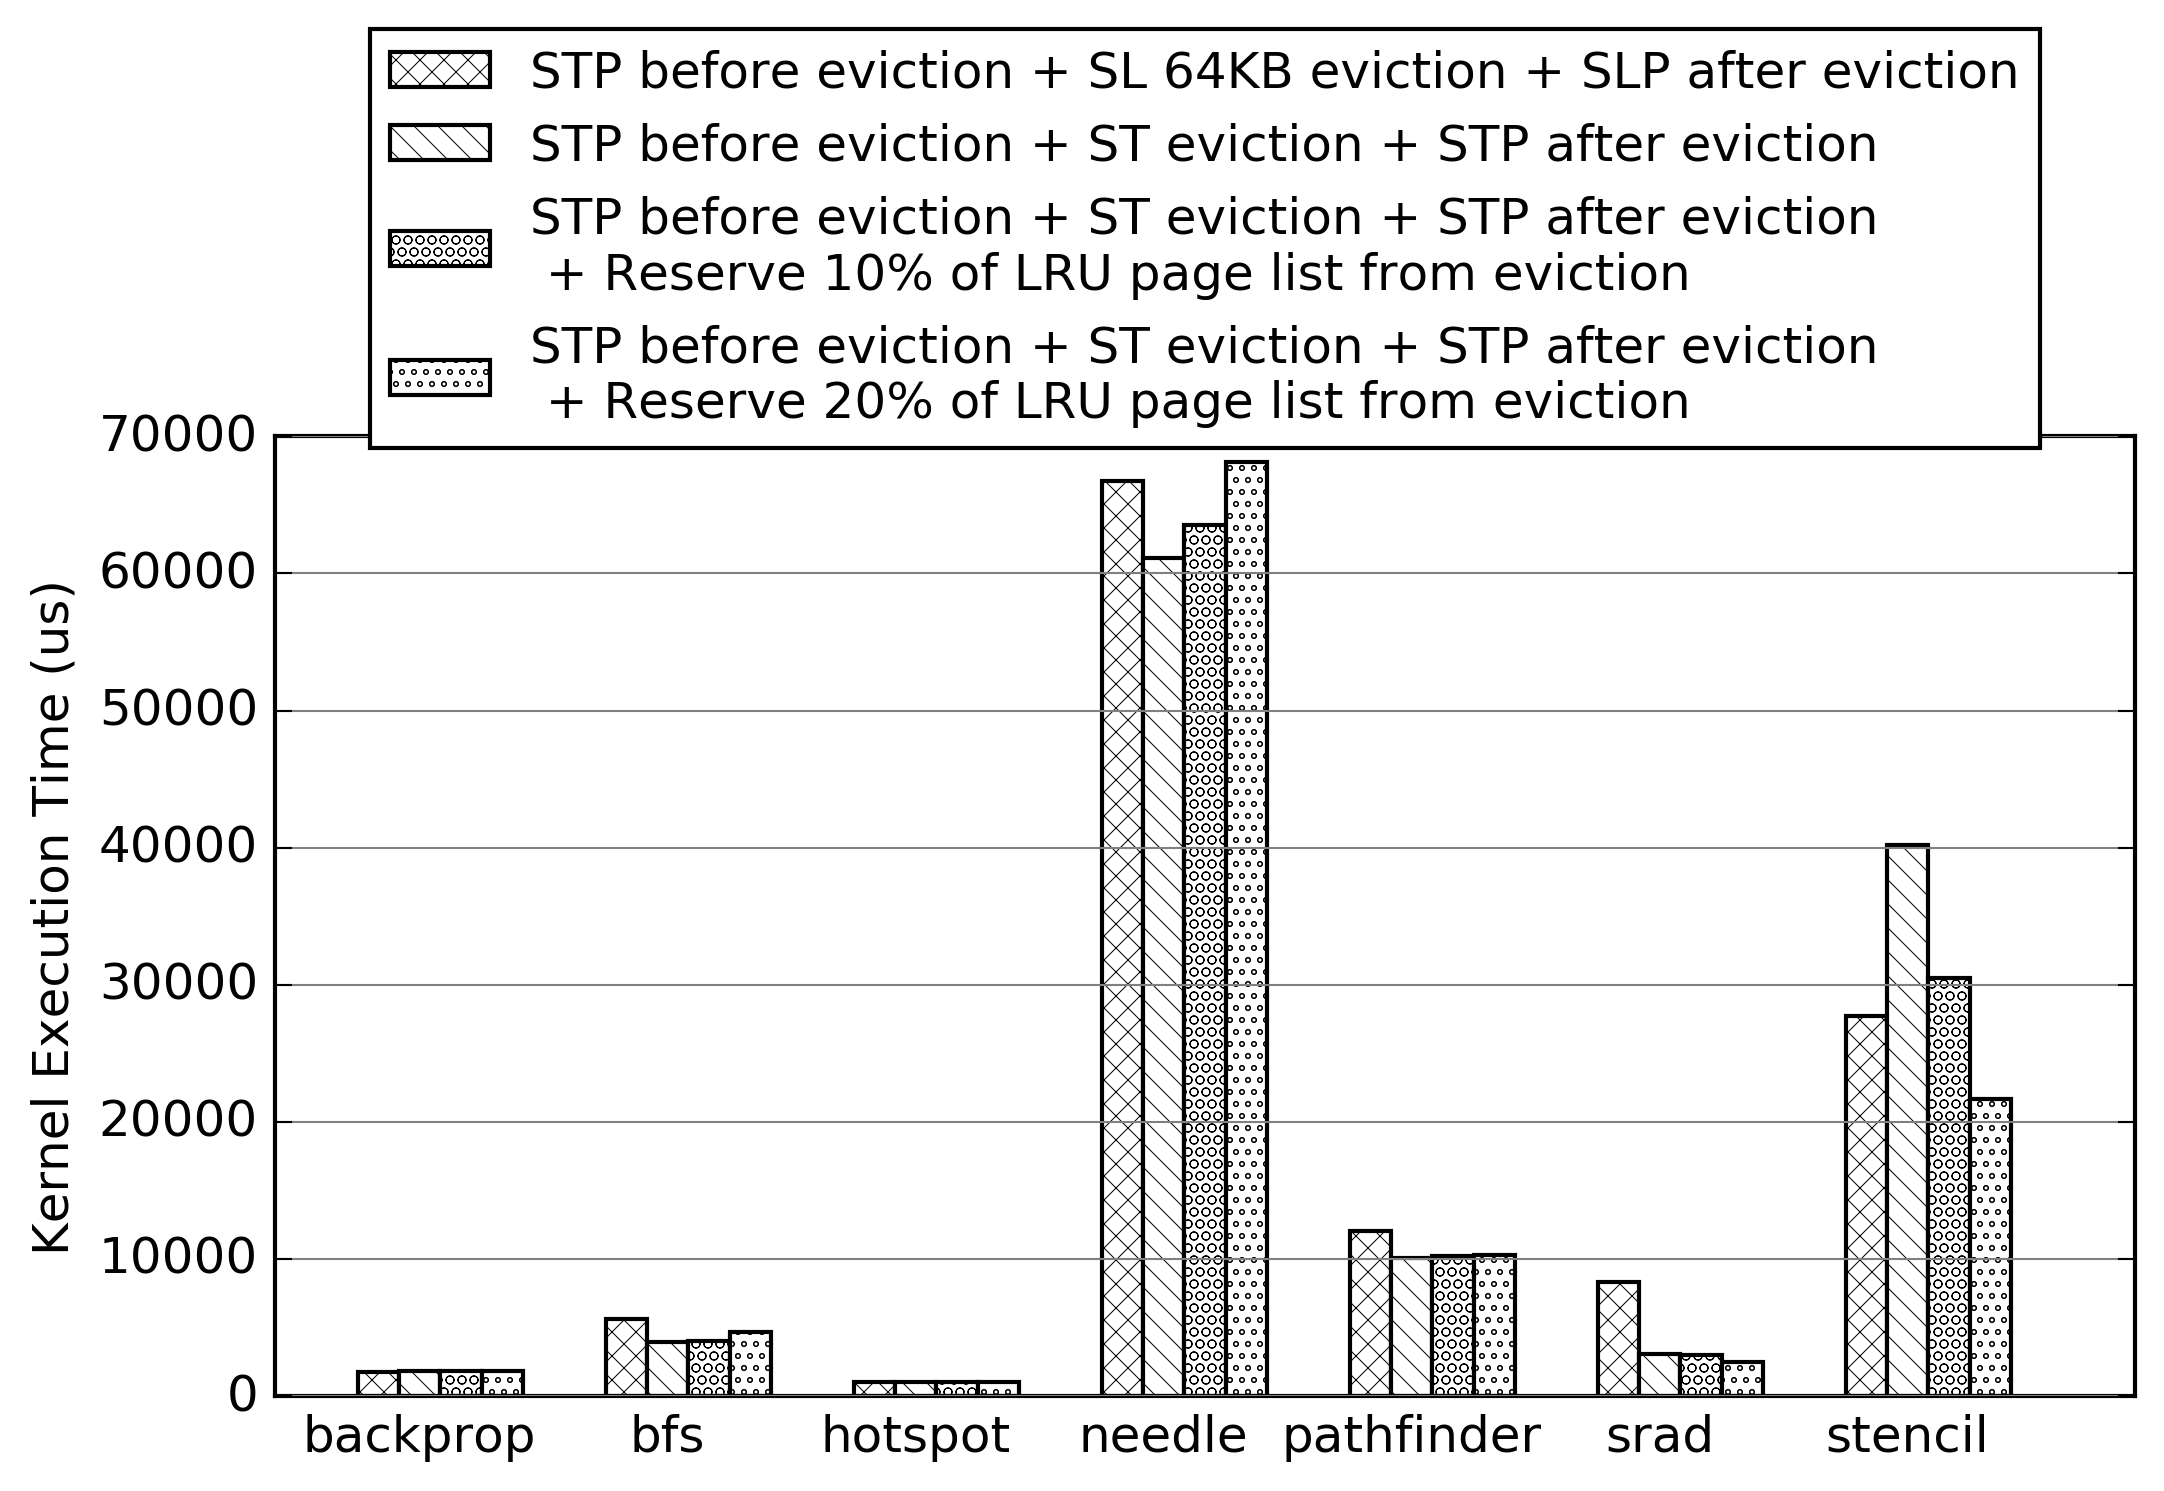 STP before eviction + SL 64KB eviction + SLP after eviction
STP before eviction + ST eviction + STP after eviction
STP before eviction + ST eviction + STP after eviction
+ Reserve 10% of LRU page list from eviction
STP before eviction + ST eviction + STP after eviction
+ Reserve 20% of LRU page list from eviction
Kernel Execution Time (us)
70000
60000
50000
40000
30000
20000
10000
0
backprop bfs hotspot needle pathfinder srad stencil